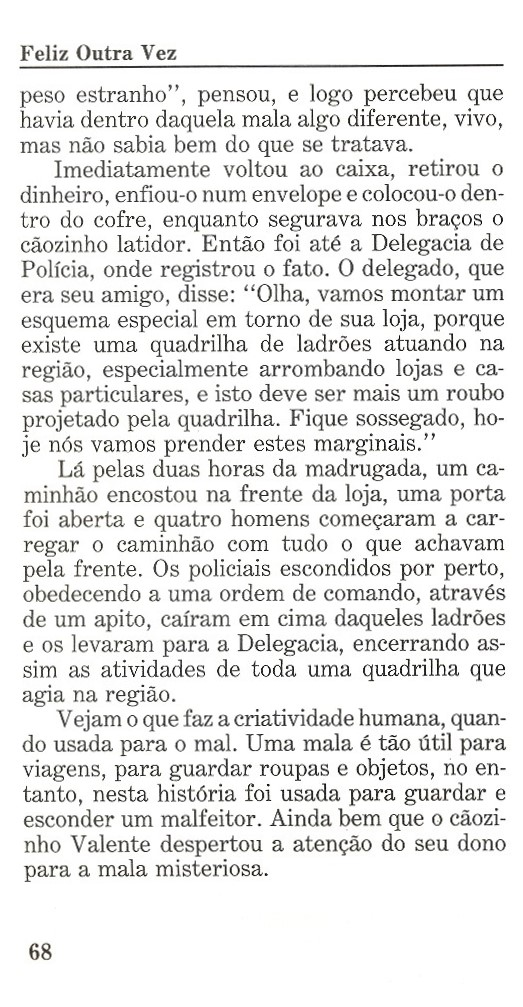 Feliz Outra Vez
peso estranho”, pensou, e logo percebeu que
havia dentro daquela mala algo diferente, vivo,
mas não sabia bem do que se tratava.
Imediatamente voltou ao caixa, retirou o
dinheiro, enfiou-o num envelope e colocou-o den-
tro do cofre, enquanto segurava nos braços o
cãozinho latidor. Então foi até a Delegacia de
Polícia, onde registrou o fato. O delegado, que
era seu amigo, disse: “Olha, vamos montar um
esquema especial em torno de sua loja, porque
existe uma quadrilha de ladrões atuando na
região, especialmente arrombando lojas e ca-
sas particulares, e isto deve ser mais um roubo
projetado pela quadrilha. Fique sossegado, ho-
je nós vamos prender estes marginais.”
Lá pelas duas horas da madrugada, um ca-
minhão encostou na frente da loja, uma porta
foi aberta e quatro homens começaram a car-
regar o caminhão com tudo o que achavam
pela frente. Os policiais escondidos por perto,
obedecendo a uma ordem de comando, através
de um apito, caíram em cima daqueles ladrões
e os levaram para a Delegacia, encerrando as-
sim as atividades de toda uma quadrilha que
agia na região.
Vejam o que faz a criatividade humana, quan-
do usada para o mal. Uma mala é tão útil para
viagens, para guardar roupas e objetos, no en-
tanto, nesta história foi usada para guardar e
esconder um malfeitor. Ainda bem que o cãozi-
nho Valente despertou a atenção do seu dono
para a mala misteriosa.
68